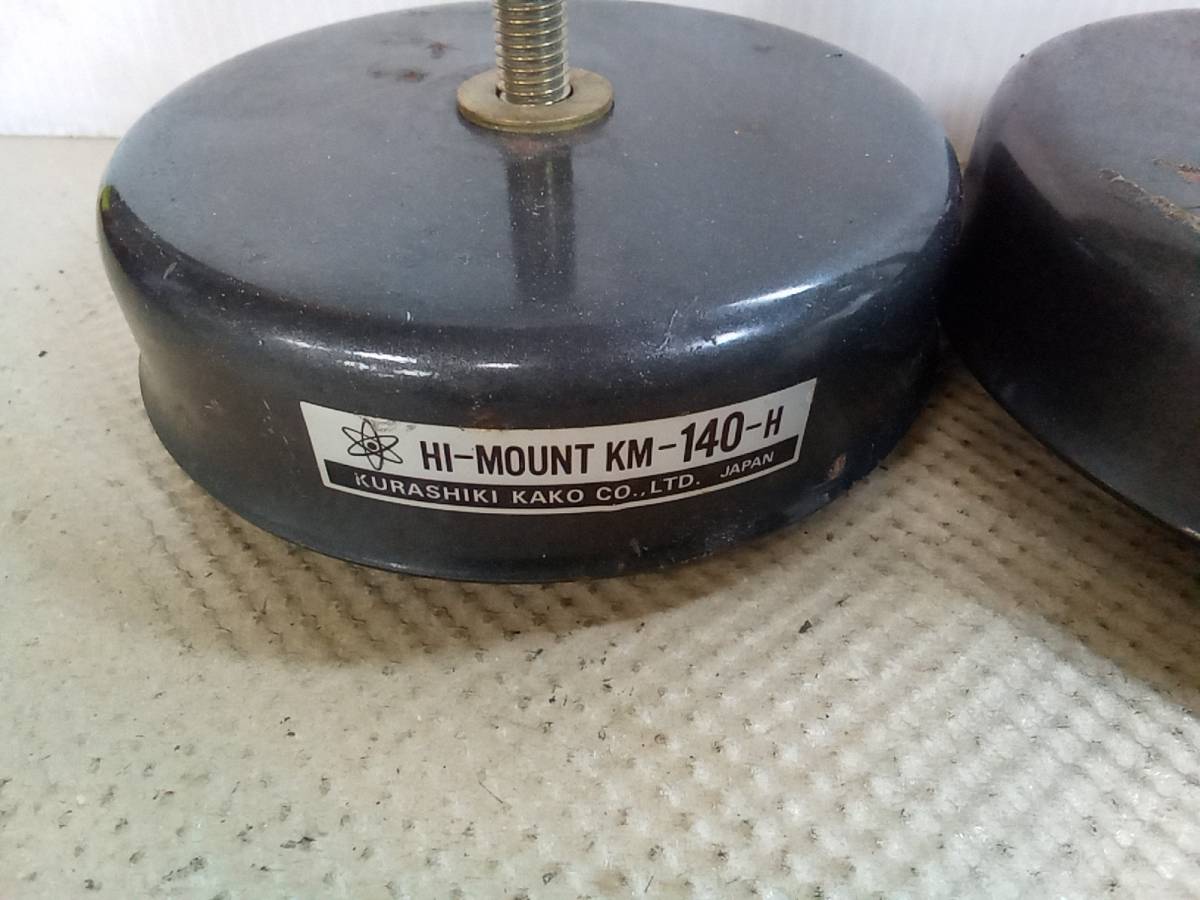 HI-MOUNT KM-140-H
KURASHIKI KAKO CO., LTD. JAPAN